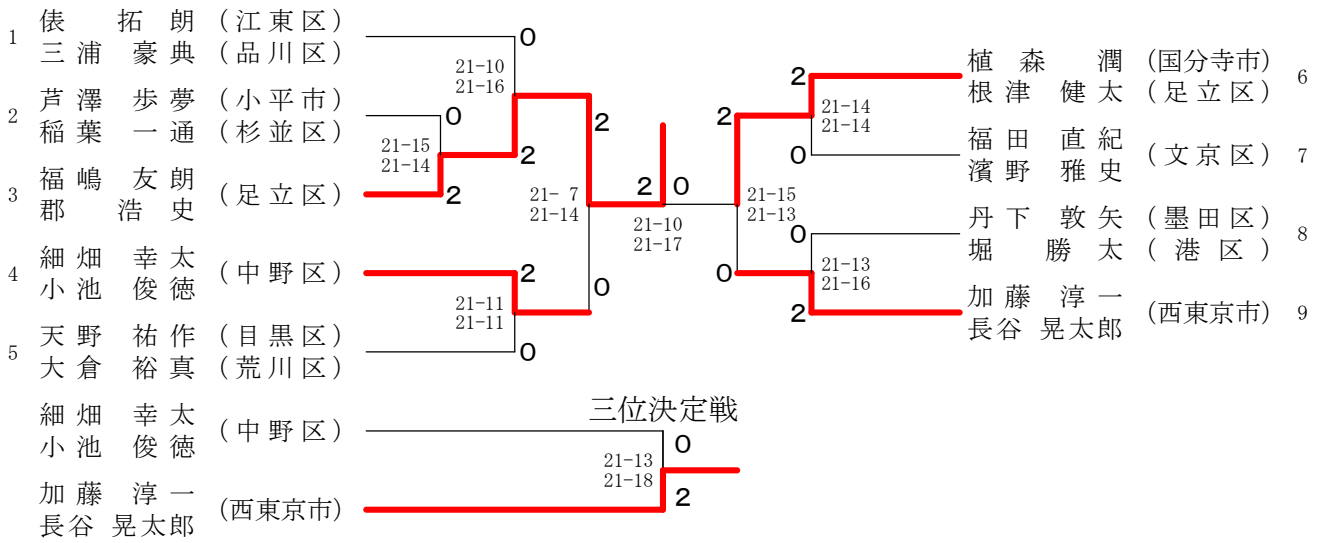 1
俵 拓 朗 (江東区)
三浦 豪典 (品川区)
2
芦澤 歩夢 (小平市)
稲葉 一通 (杉並区)
3
福嶋 友朗
郡 浩史
(足立区)
4
細畑 幸太
小池 俊徳
(中野区)
5
天野 祐作 (目黒区)
大倉 裕真 (荒川区)
0
21-10
21-16
2
0
21-15
21-14
2
2
21-11
21-11
0
2
21- 7
21-14
0
2 0
21-10
21-17
2
21-15
21-13
0
2
21-14
21-14
0
0
21-13
21-16
2
植森 潤 (国分寺市)
根津 健太 (足立区)
6
福田 直紀
濱野 雅史
(文京区)
7
丹下 敦矢 (墨田区)
堀 勝太 (港区)
8
加藤 淳一
長谷 晃太郎
(西東京市)
9
三位決定戦
細畑 幸太
小池 俊徳
(中野区)
0
21-13
21-18
2
加藤 淳一
長谷 晃太郎
(西東京市)